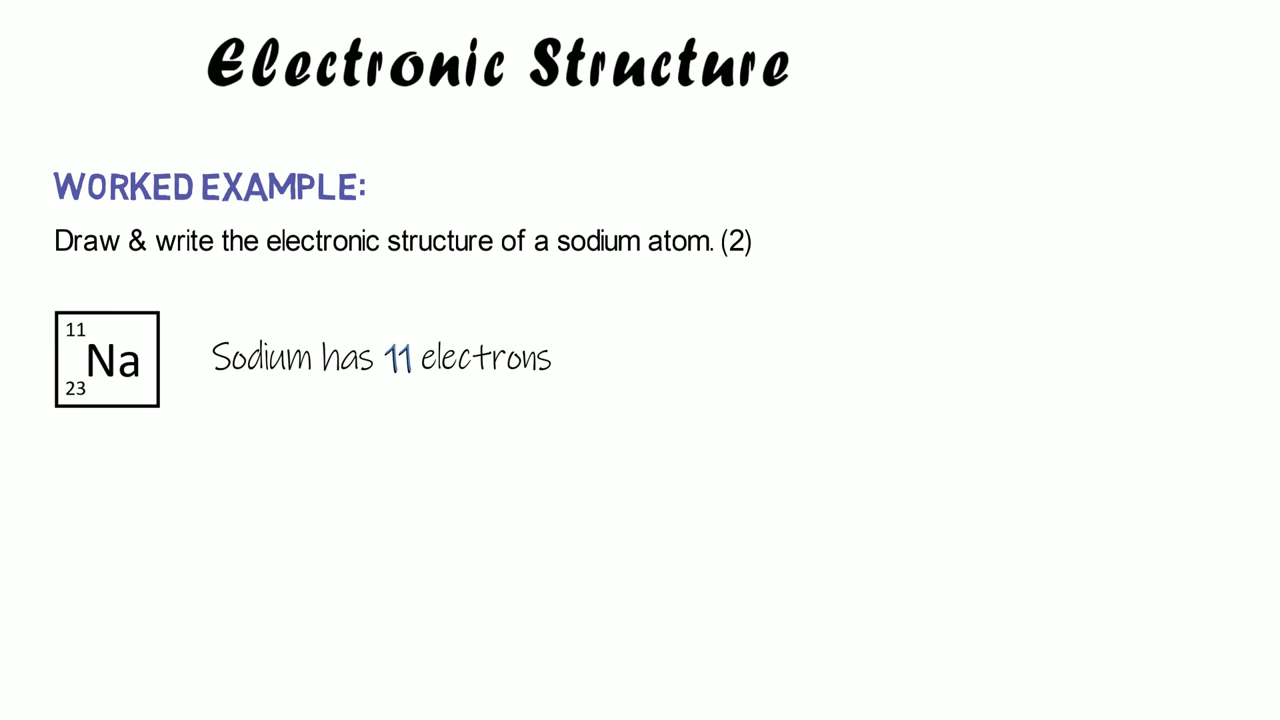 Electronic Structure
WORKED EXAMPLE:
Draw & write the electronic structure of a sodium atom. (2)
11
Na
23
Sodium has 11 electrons